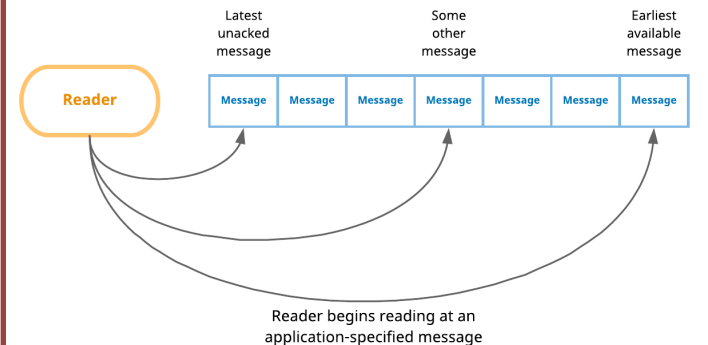 Latest
unacked
message
Some
other
message
Earliest
available
message
Reader
Message Message Message Message Message Message Message
Reader begins reading at an
application-specified message